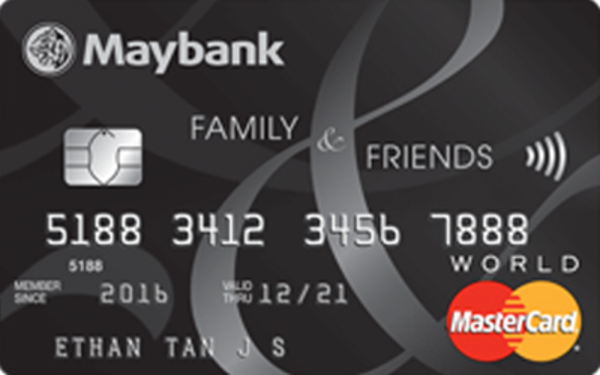 Maybank
FAMILY & FRIENDS
5188 3412 3456 7888
5188
WORLD
MEMBER SINCE 2016 VALID THRU 12/21
MasterCard
ETHAN TAN J S